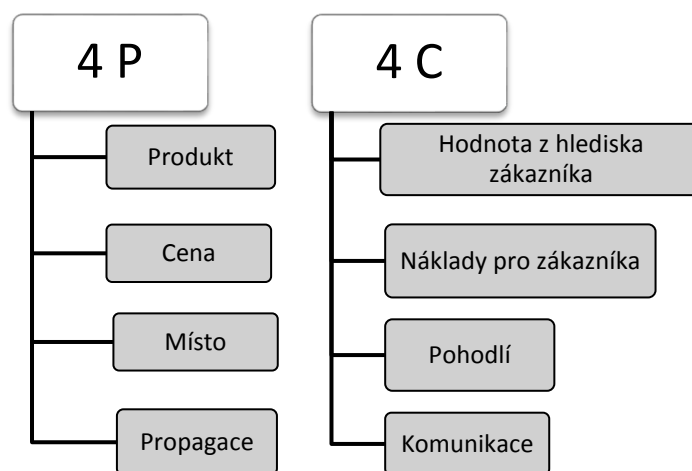 4 P
Produkt
Cena
Místo
Propagace
4 C
Hodnota z hlediska
zákazníka
Náklady pro zákazníka
Pohodlí
Komunikace